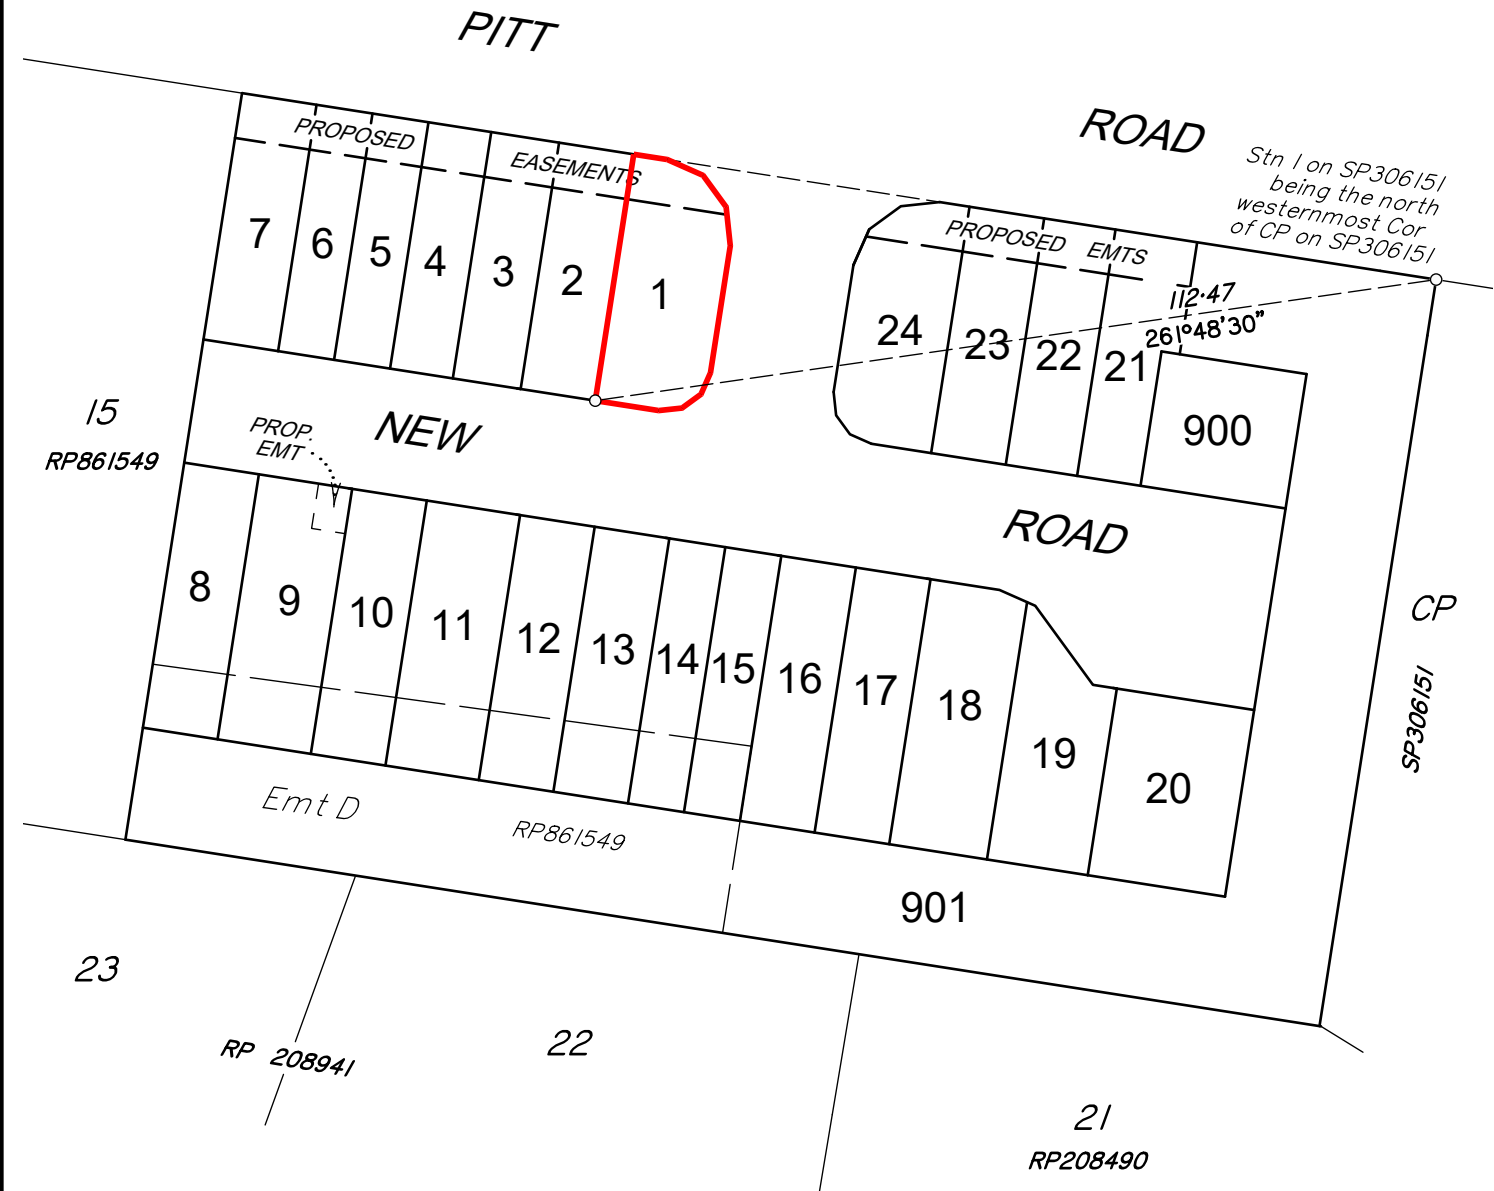 PITT
ROAD
Stn 1 on SP306151
being the north
westernmost Cor
of CP on SP306151
PROPOSED
EASEMENTS
PROPOSED EMTS
7
6
5
4
3
2
1
24
23
22
21
112·47
261°48'30"
900
15
RP861549
PROP.
EMT
NEW
ROAD
8
9
10
11
12
13
14
15
16
17
18
19
20
CP
SP306151
Emt D
RP861549
901
23
RP 208941
22
21
RP208490